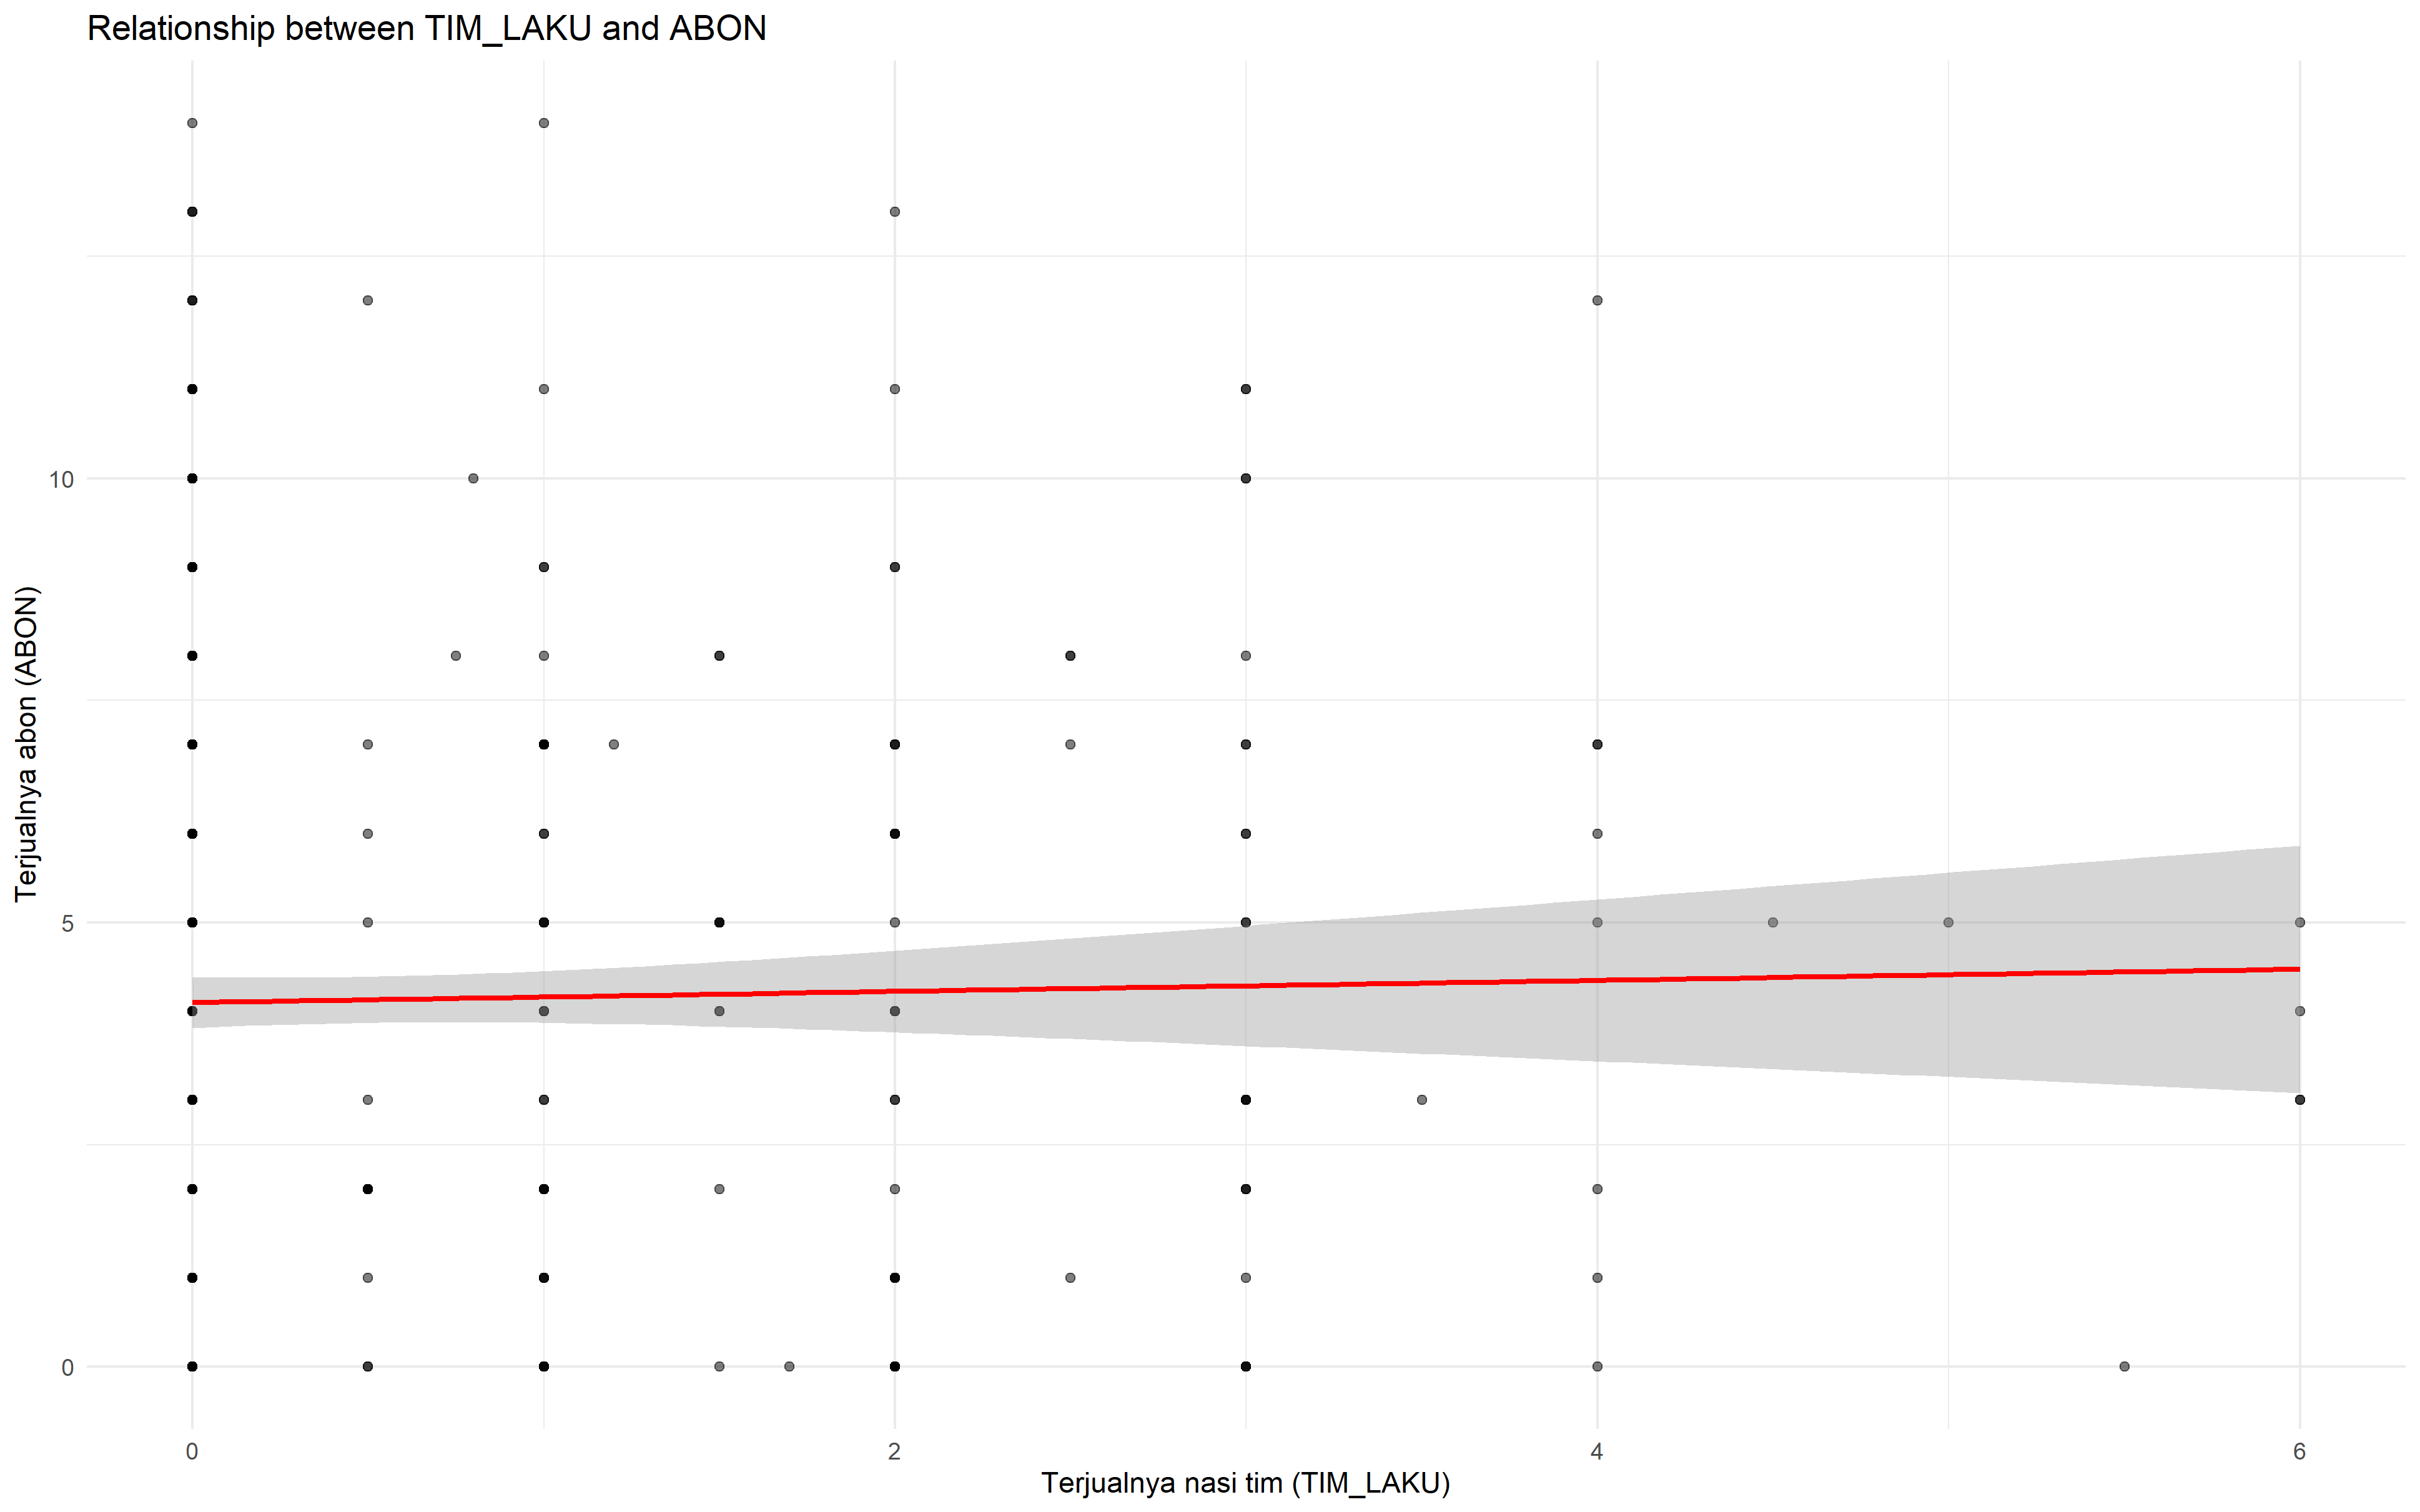 Relationship between TIM_LAKU and ABON
Terjualnya abon (ABON)
10
5
0
0
2
4
6
Terjualnya nasi tim (TIM_LAKU)